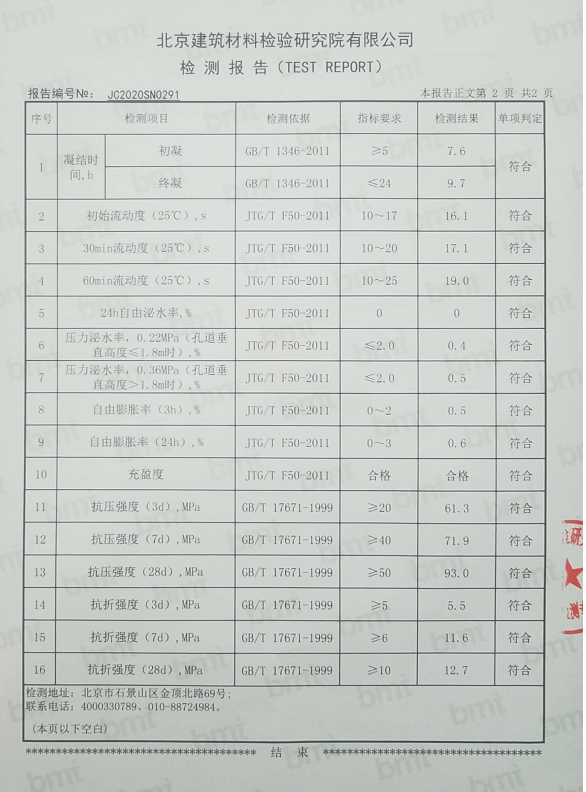 北京建筑材料检验研究院有限公司
检 测 报 告（TEST REPORT）
报告编号№： JC2020SN0291 本报告正文第 2 页 共2 页
序号 检测项目 检测依据 指标要求 检测结果 单项判定
1 凝结时间,h 初凝 GB/T 1346-2011 ≥5 7.6 符合
终凝 GB/T 1346-2011 ≤24 9.7
2 初始流动度（25℃）,s JTG/T F50-2011 10～17 16.1 符合
3 30min流动度（25℃）,s JTG/T F50-2011 10～20 17.1 符合
4 60min流动度（25℃）,s JTG/T F50-2011 10～25 19.0 符合
5 24h自由泌水率,% JTG/T F50-2011 0 0 符合
6 压力泌水率，0.22MPa（孔道垂直高度≤1.8m时）,% JTG/T F50-2011 ≤2.0 0.4 符合
7 压力泌水率，0.36MPa（孔道垂直高度＞1.8m时）,% JTG/T F50-2011 ≤2.0 0.5 符合
8 自由膨胀率（3h）,% JTG/T F50-2011 0～2 0.5 符合
9 自由膨胀率（24h）,% JTG/T F50-2011 0～3 0.6 符合
10 充盈度 JTG/T F50-2011 合格 合格 符合
11 抗压强度（3d）,MPa GB/T 17671-1999 ≥20 61.3 符合
12 抗压强度（7d）,MPa GB/T 17671-1999 ≥40 71.9 符合
13 抗压强度（28d）,MPa GB/T 17671-1999 ≥50 93.0 符合
14 抗折强度（3d）,MPa GB/T 17671-1999 ≥5 5.5 符合
15 抗折强度（7d）,MPa GB/T 17671-1999 ≥6 11.6 符合
16 抗折强度（28d）,MPa GB/T 17671-1999 ≥10 12.7 符合
检测地址：北京市石景山区金顶北路69号；
联系电话：4000330789、010-88724984。
（本页以下空白）
************************************ 结 束 ************************************